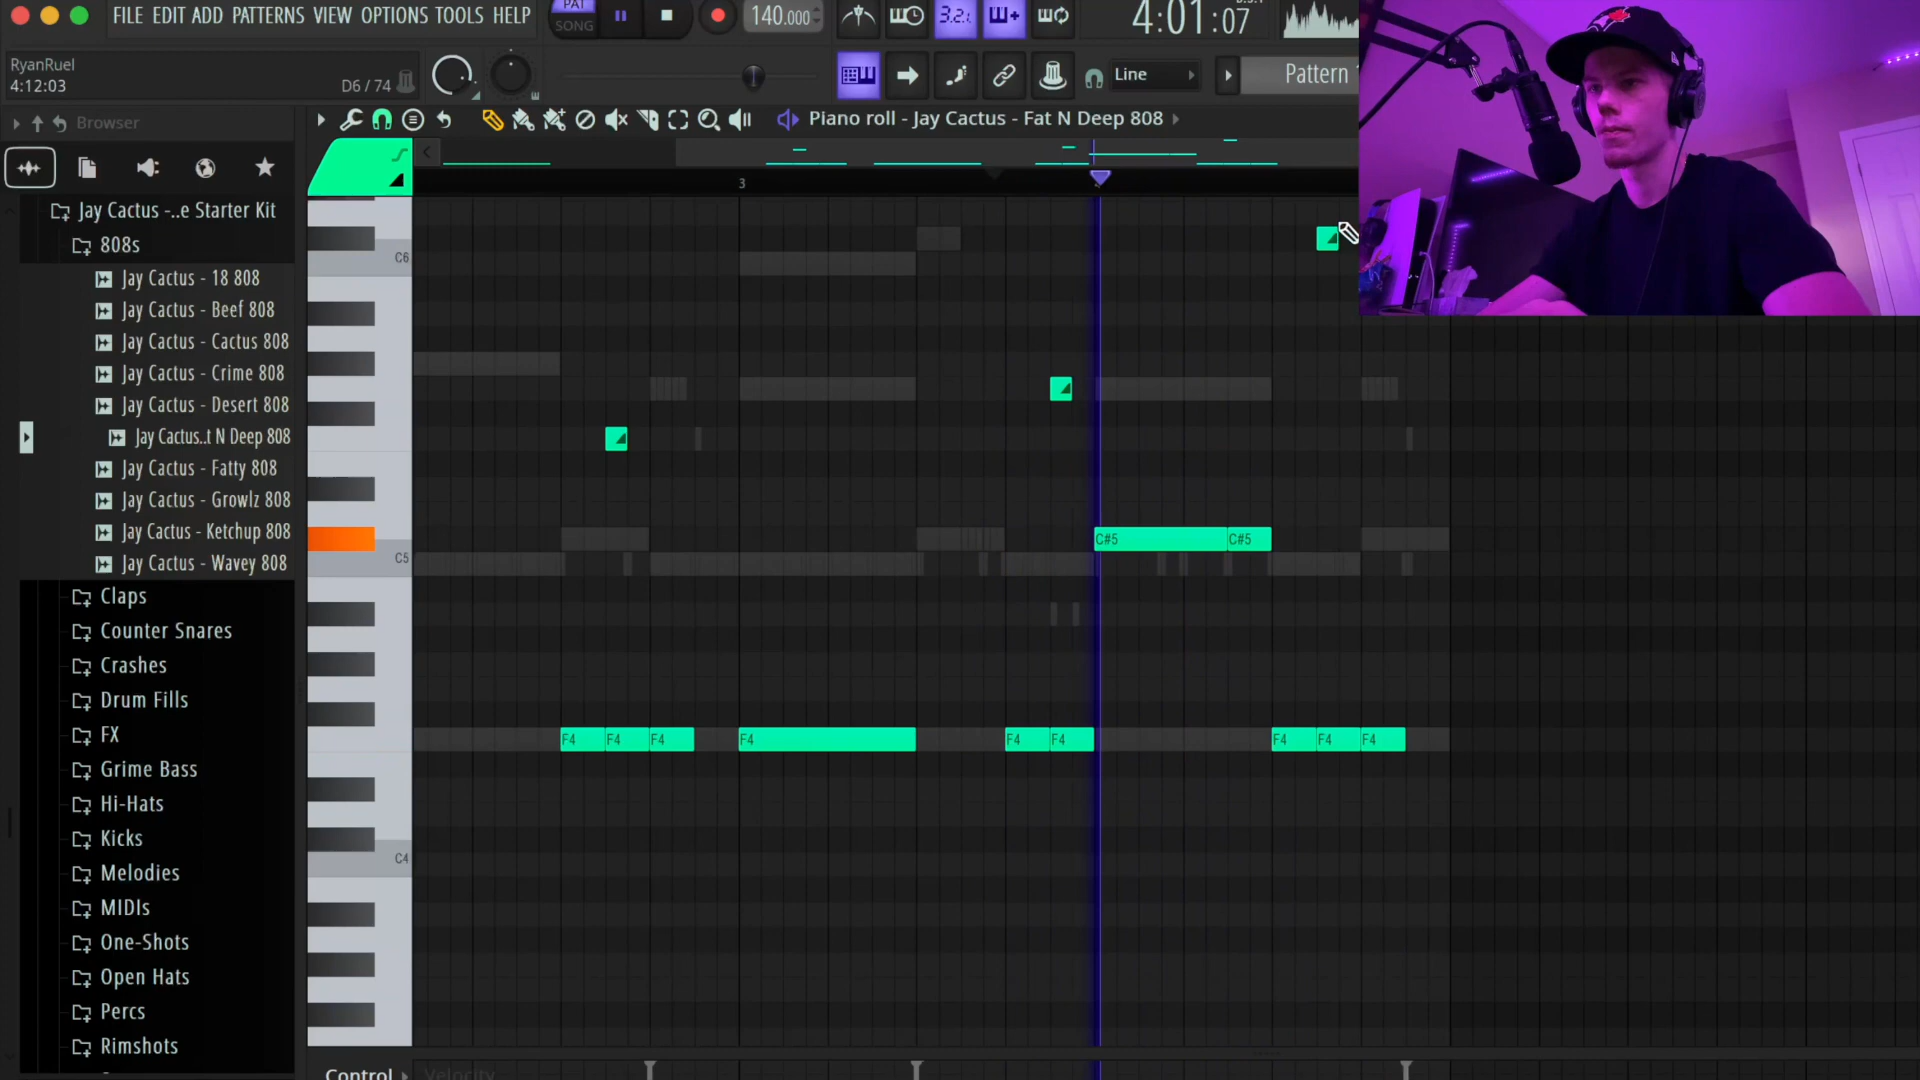 FILE EDIT ADD PATTERNS VIEW OPTIONS TOOLS HELP
PAT
SONG
140.000
3.2.
4:01:07
RyanRuel
4:12:03
D6 / 74
Line
Pattern
Browser
Piano roll - Jay Cactus - Fat N Deep 808
3
Jay Cactus -..e Starter Kit
808s
Jay Cactus - 18 808
Jay Cactus - Beef 808
Jay Cactus - Cactus 808
Jay Cactus - Crime 808
Jay Cactus - Desert 808
Jay Cactus..t N Deep 808
Jay Cactus - Fatty 808
Jay Cactus - Growlz 808
Jay Cactus - Ketchup 808
Jay Cactus - Wavey 808
Claps
Counter Snares
Crashes
Drum Fills
FX
Grime Bass
Hi-Hats
Kicks
Melodies
MIDIs
One-Shots
Open Hats
Percs
Rimshots
C6
C5
C4
C#5 C#5
F4 F4 F4 F4 F4 F4 F4 F4 F4
Control Velocity